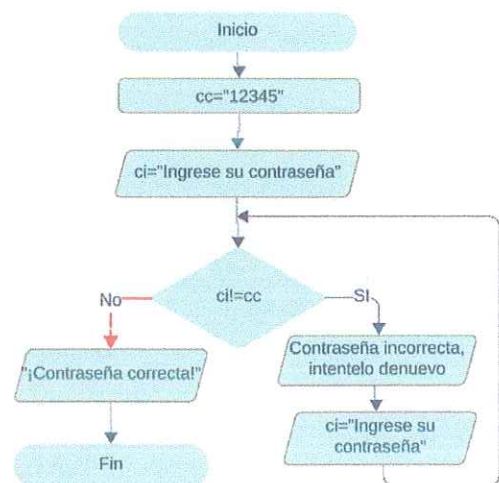 Inicio
cc="12345"
ci="Ingrese su contraseña"
ci!=cc
No
SI
"¡Contraseña correcta!"
Contraseña incorrecta,
intentelo denuevo
ci="Ingrese su
contraseña"
Fin